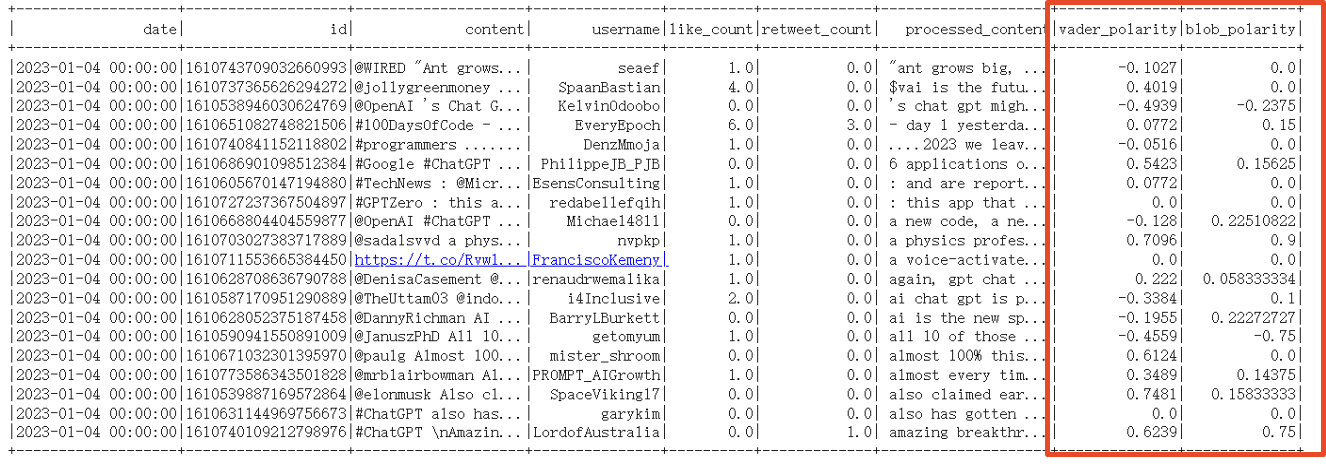 +-------------------+-------------------+--------------------+---------------+----------+-------------+--------------------+--------------+-------------+
| date| id| content| username|like_count|retweet_count| processed_content|vader_polarity|blob_polarity|
+-------------------+-------------------+--------------------+---------------+----------+-------------+--------------------+--------------+-------------+
|2023-01-04 00:00:00|1610743709032660993|@WIRED "Ant grows...| seaef| 1.0| 0.0|"ant grows big, ...| -0.1027| 0.0|
|2023-01-04 00:00:00|1610737365626294272|@jollygreenmoney ...| SpaanBastian| 4.0| 0.0|$vai is the futu...| 0.4019| 0.0|
|2023-01-04 00:00:00|1610538946030624769|@OpenAI 's Chat G...| KelvinOdoobo| 0.0| 0.0|'s chat gpt migh...| -0.4939| -0.2375|
|2023-01-04 00:00:00|1610651082748821506|#100DaysOfCode - ...| EveryEpoch| 6.0| 3.0|- day 1 yesterda...| 0.0772| 0.15|
|2023-01-04 00:00:00|1610740841152118802|#programmers .......| DenzMmoja| 1.0| 0.0|....2023 we leav...| -0.0516| 0.0|
|2023-01-04 00:00:00|1610686901098512384|#Google #ChatGPT ...| PhilippeJB_PJB| 0.0| 0.0|6 applications o...| 0.5423| 0.15625|
|2023-01-04 00:00:00|1610605670147194880|#TechNews : @Micr...|EsensConsulting| 1.0| 0.0|: and are report...| 0.0772| 0.0|
|2023-01-04 00:00:00|1610727237367504897|#GPTZero : this a...| redabellefqih| 1.0| 0.0|: this app that ...| 0.0| 0.0|
|2023-01-04 00:00:00|1610668804404559877|@OpenAI #ChatGPT ...| Michael4811| 0.0| 0.0|a new code, a ne...| -0.128| 0.22510822|
|2023-01-04 00:00:00|1610703027383717889|@sadalsvvd a phys...| nvpkp| 1.0| 0.0|a physics profes...| 0.7096| 0.9|
|2023-01-04 00:00:00|1610711553665384450|https://t.co/Rvwl...|FranciscoKemeny| 1.0| 0.0|a voice-activate...| 0.0| 0.0|
|2023-01-04 00:00:00|1610628708636790788|@DenisaCasement @...|renaudrwemalika| 1.0| 0.0|again, gpt chat ...| 0.222| 0.058333334|
|2023-01-04 00:00:00|1610587170951290889|@TheUttam03 @indo...| i4Inclusive| 2.0| 0.0|ai chat gpt is p...| -0.3384| 0.1|
|2023-01-04 00:00:00|1610628052375187458|@DannyRichman AI ...| BarryLBurkett| 0.0| 0.0|ai is the new sp...| -0.1955| 0.22272727|
|2023-01-04 00:00:00|1610590941550891009|@JanuszPhD All 10...| getomyum| 1.0| 0.0|all 10 of those ...| -0.4559| -0.75|
|2023-01-04 00:00:00|1610671032301395970|@paulg Almost 100...| mister_shroom| 0.0| 0.0|almost 100% this...| 0.6124| 0.0|
|2023-01-04 00:00:00|1610773586343501828|@mrblairbowman Al...|PROMPT_AIGrowth| 1.0| 0.0|almost every tim...| 0.3489| 0.14375|
|2023-01-04 00:00:00|1610539887169572864|@elonmusk Also cl...| SpaceViking17| 0.0| 0.0|also claimed ear...| 0.7481| 0.15833333|
|2023-01-04 00:00:00|1610631144969756673|#ChatGPT also has...| garykim| 0.0| 0.0|also has gotten ...| 0.0| 0.0|
|2023-01-04 00:00:00|1610740109212798976|#ChatGPT \nAmazin...|LordofAustralia| 0.0| 1.0|amazing breakthr...| 0.6239| 0.75|
+-------------------+-------------------+--------------------+---------------+----------+-------------+--------------------+--------------+-------------+